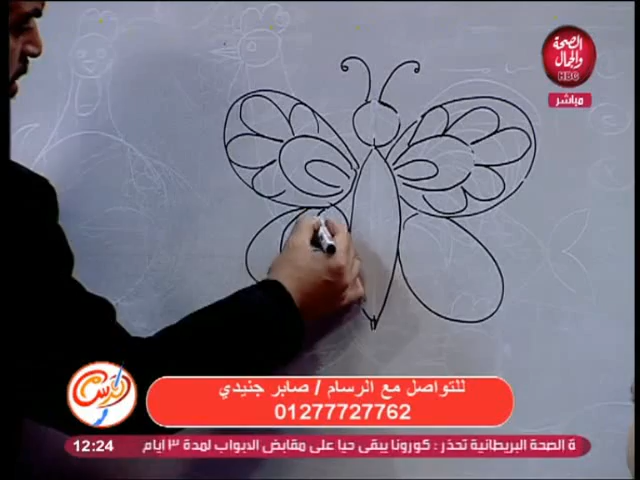 الصحة
والجمال
HBC
مباشر
للتواصل مع الرسام / صابر جنيدي
01277727762
12:24
ة الصحة البريطانية تحذر : كورونا يبقى حيا على مقابض الابواب لمدة ٣ أيام